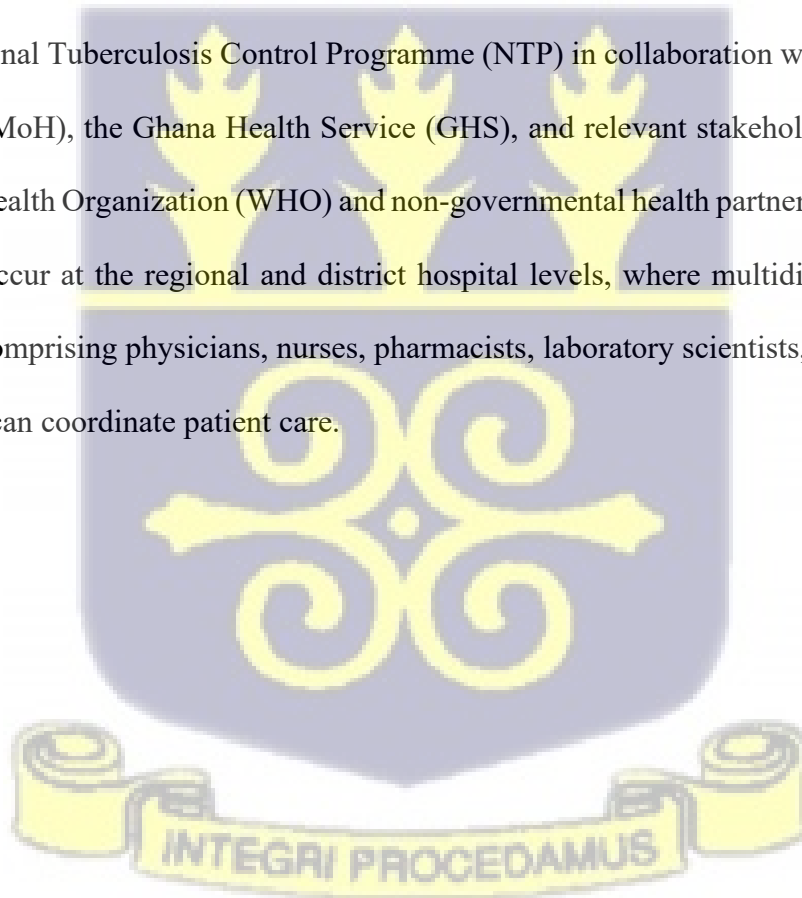 nal Tuberculosis Control Programme (NTP) in collaboration w
MoH), the Ghana Health Service (GHS), and relevant stakehol
ealth Organization (WHO) and non-governmental health partner
ccur at the regional and district hospital levels, where multidi
omprising physicians, nurses, pharmacists, laboratory scientists,
can coordinate patient care.
INTEGRI PROCEDAMUS